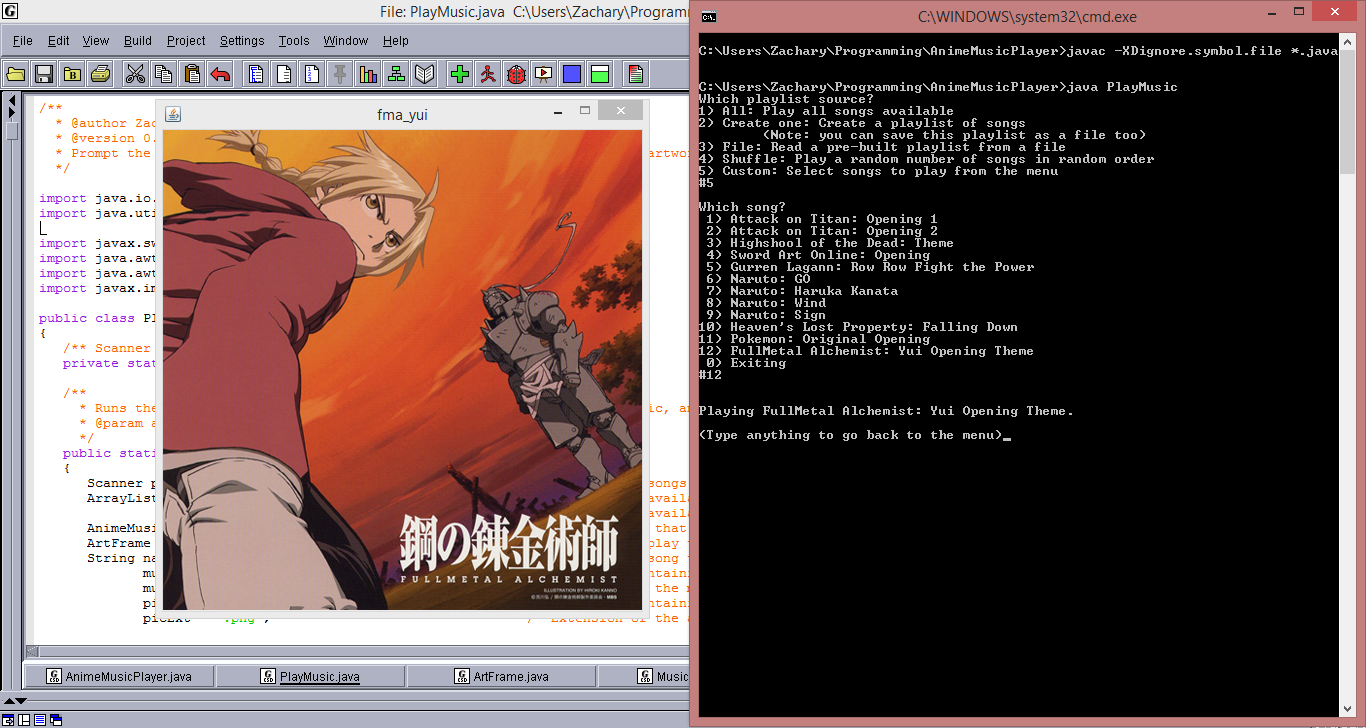 File: PlayMusic.java C:\Users\Zachary\Programm
File Edit View Build Project Settings Tools Window Help
/**
* @author Zac
* @version 0.
* Prompt the
artwor
*/
import java.io.
import java.uti
import javax.sw
import java.awt
import java.awt
import javax.im
public class Pl
{
/** Scanner
private stat
/**
* Runs the
ic, an
* @param a
*/
public stati
{
Scanner p
songs
ArrayList
availa
availa
AnimeMusi
that
ArtFrame
play t
String na
song t
mu
ntaini
mu
the m
pi
ntaini
picExt = ".png";
// Extension of the a
AnimeMusicPlayer.java
PlayMusic.java
ArtFrame.java
Music
fma_yui
鋼の錬金術師
FULLMETAL ALCHEMIST
ILLUSTRATION BY HIROKI KANNO
C:\WINDOWS\system32\cmd.exe
C:\Users\Zachary\Programming\AnimeMusicPlayer>javac -XDignore.symbol.file *.java
C:\Users\Zachary\Programming\AnimeMusicPlayer>java PlayMusic
Which playlist source?
1) All: Play all songs available
2) Create one: Create a playlist of songs
(Note: you can save this playlist as a file too)
3) File: Read a pre-built playlist from a file
4) Shuffle: Play a random number of songs in random order
5) Custom: Select songs to play from the menu
#5
Which song?
1) Attack on Titan: Opening 1
2) Attack on Titan: Opening 2
3) Highshool of the Dead: Theme
4) Sword Art Online: Opening
5) Gurren Lagann: Row Row Fight the Power
6) Naruto: GO
7) Naruto: Haruka Kanata
8) Naruto: Wind
9) Naruto: Sign
10) Heaven's Lost Property: Falling Down
11) Pokemon: Original Opening
12) FullMetal Alchemist: Yui Opening Theme
0) Exiting
#12
Playing FullMetal Alchemist: Yui Opening Theme.
(Type anything to go back to the menu)_